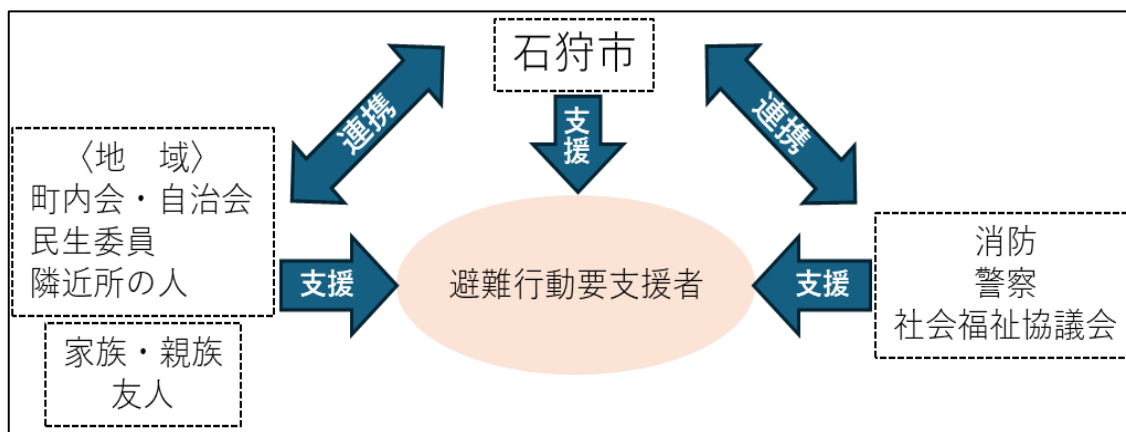 石狩市
連携
支援
連携
〈地　域〉
町内会・自治会
民生委員
隣近所の人
支援
避難行動要支援者
支援
消防
警察
社会福祉協議会
家族・親族
友人